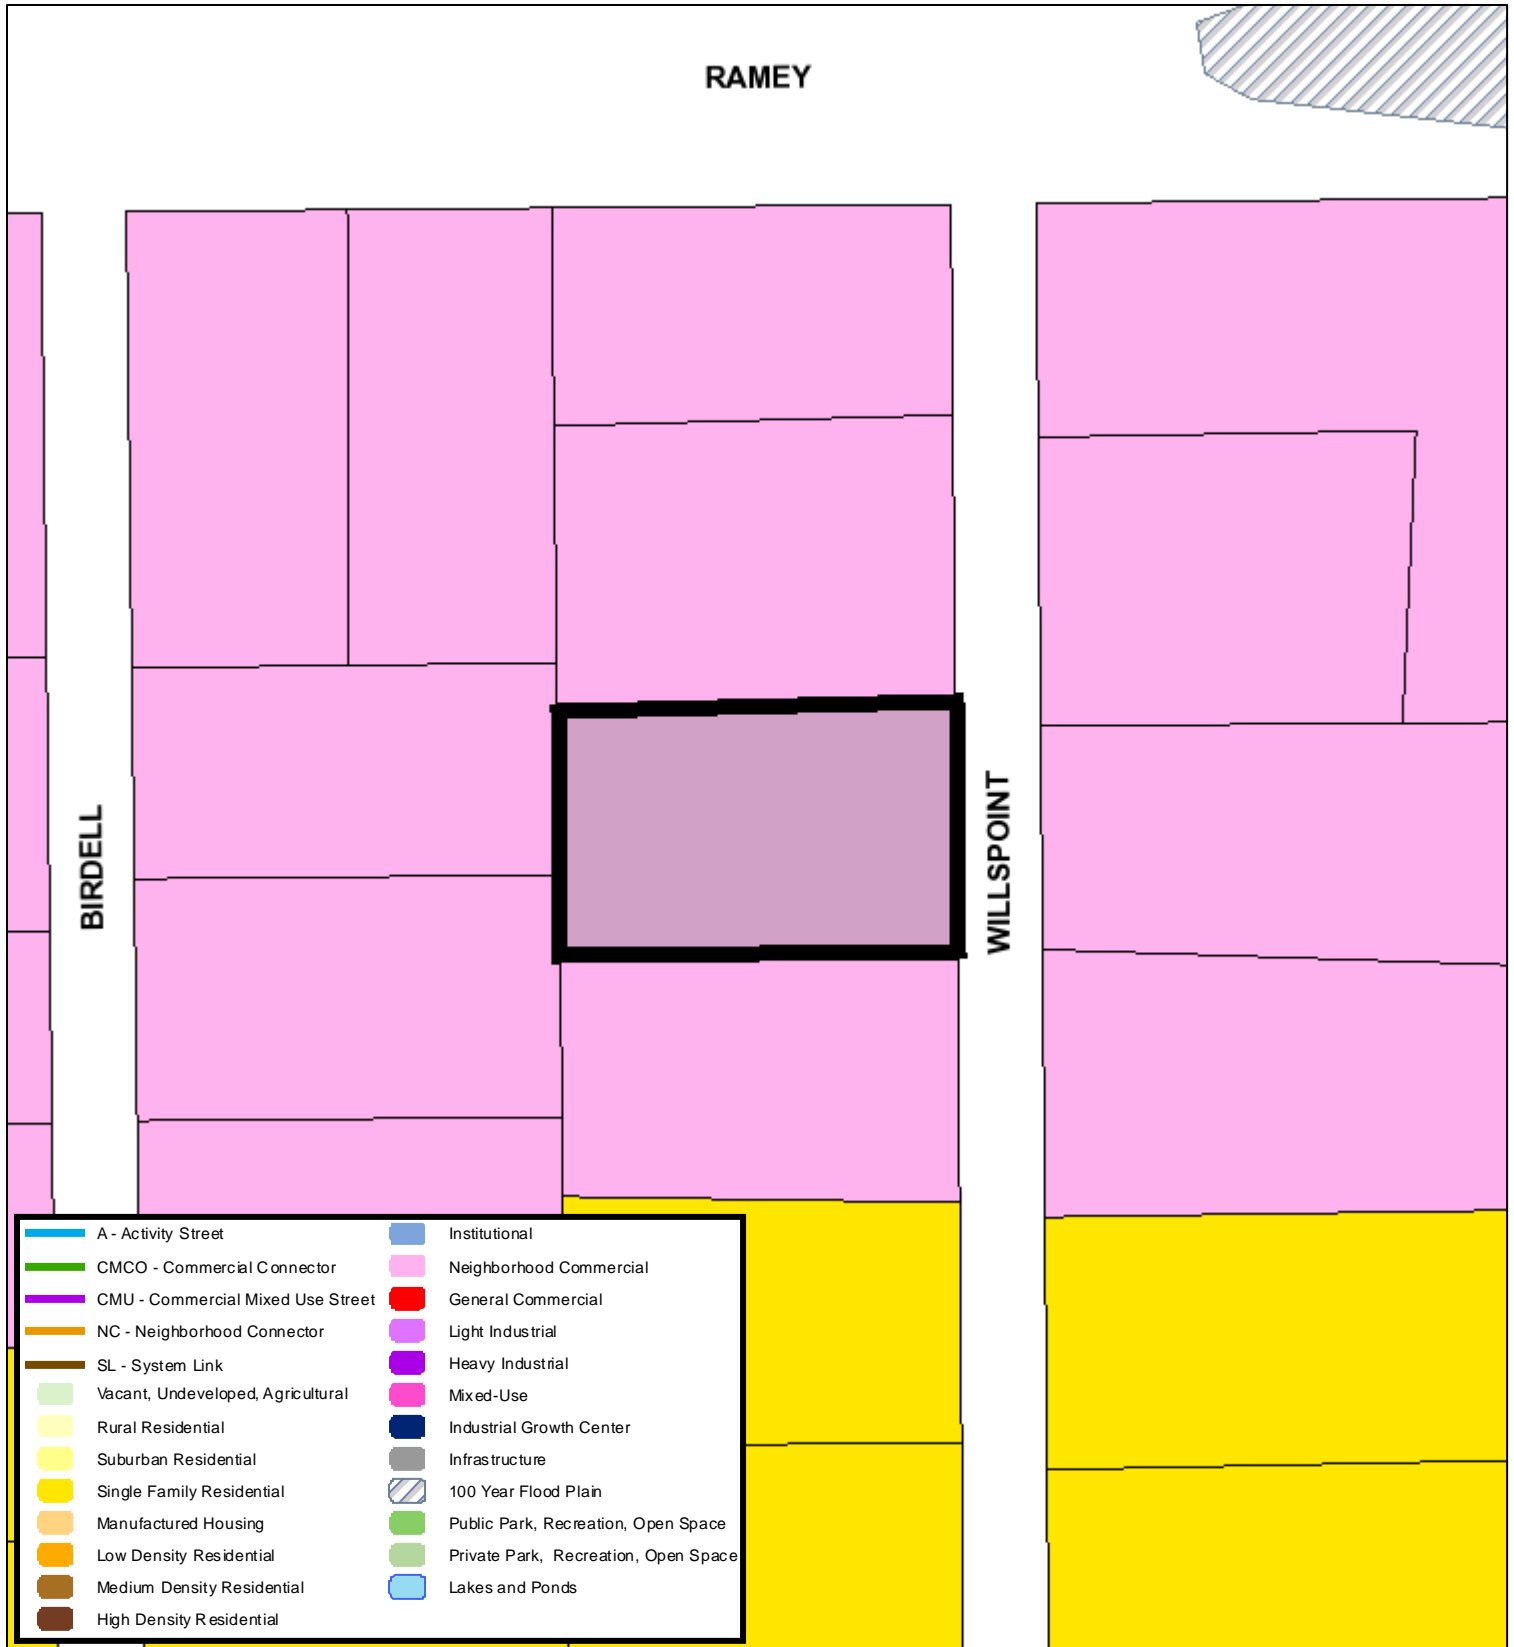 RAMEY
BIRDELL
WILLSPOINT
A - Activity Street
CMCO - Commercial Connector
CMU - Commercial Mixed Use Street
NC - Neighborhood Connector
SL - System Link
Vacant, Undeveloped, Agricultural
Rural Residential
Suburban Residential
Single Family Residential
Manufactured Housing
Low Density Residential
Medium Density Residential
High Density Residential
Institutional
Neighborhood Commercial
General Commercial
Light Industrial
Heavy Industrial
Mixed-Use
Industrial Growth Center
Infrastructure
100 Year Flood Plain
Public Park, Recreation, Open Space
Private Park, Recreation, Open Space
Lakes and Ponds